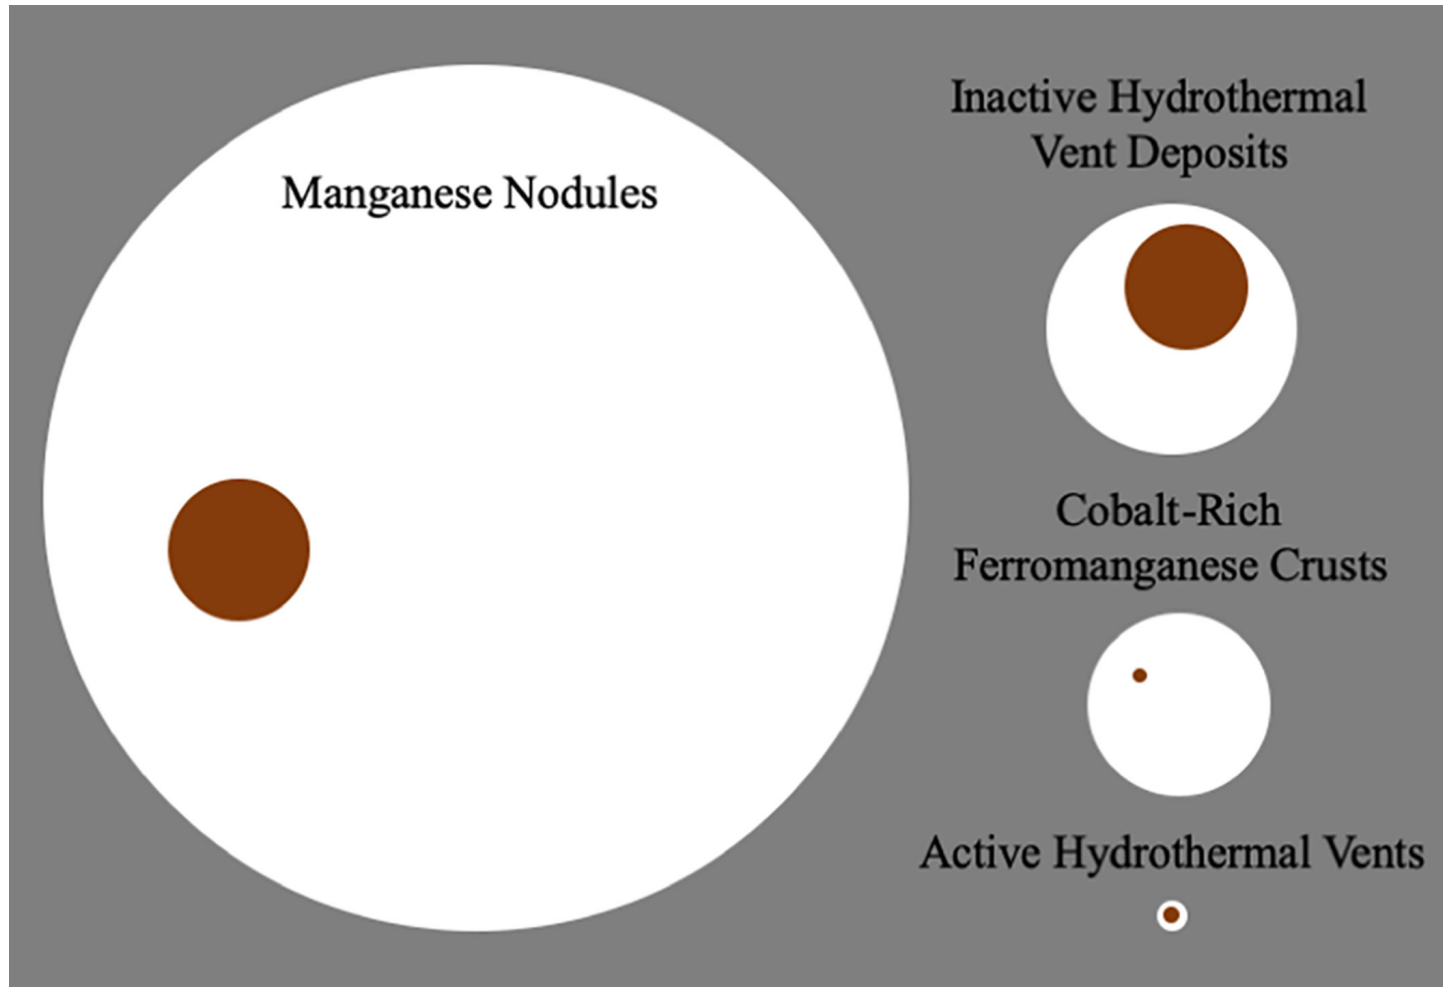 Manganese Nodules
Inactive Hydrothermal
Vent Deposits
Cobalt-Rich
Ferromanganese Crusts
Active Hydrothermal Vents